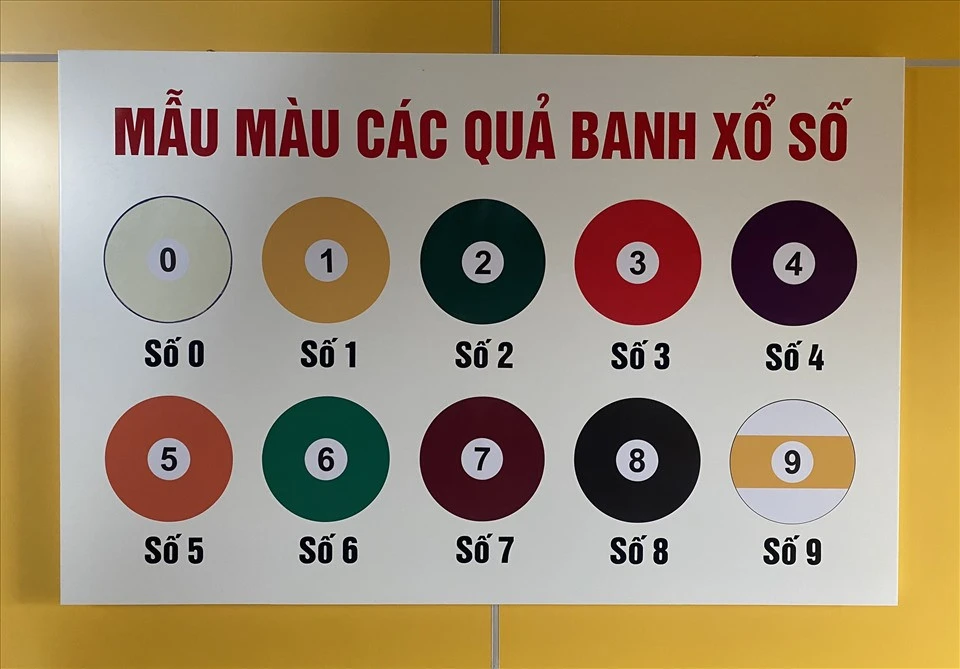 MẪU MÀU CÁC QUẢ BANH XỔ SỐ
0 1 2 3 4
Số 0 Số 1 Số 2 Số 3 Số 4
5 6 7 8 9
Số 5 Số 6 Số 7 Số 8 Số 9